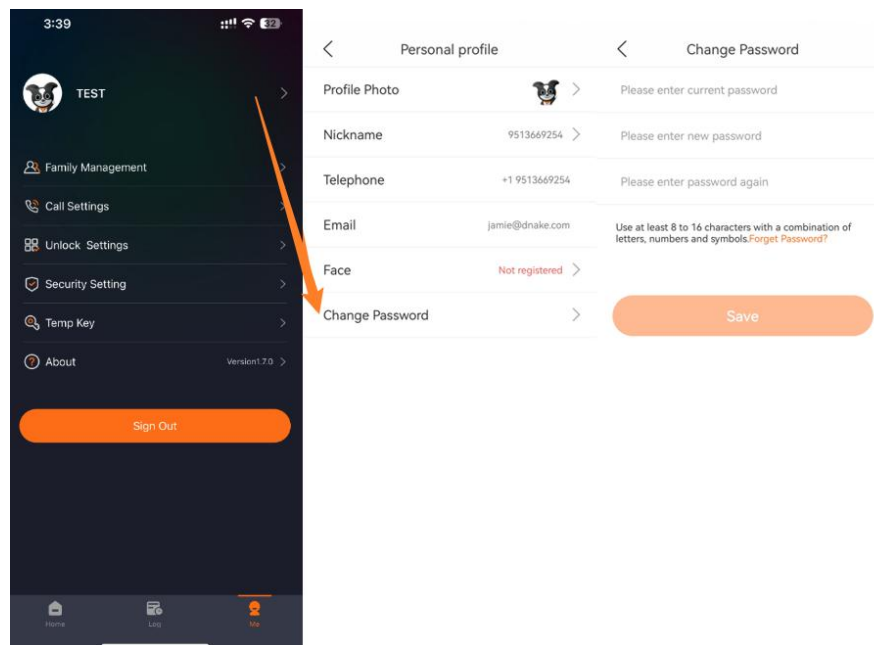 3:39
32
TEST
Family Management
Call Settings
Unlock Settings
Security Setting
Temp Key
About
Version1.7.0
Sign Out
Home
Log
Me
Personal profile
Profile Photo
Nickname
9513669254
Telephone
+1 9513669254
Email
jamie@dnake.com
Face
Not registered
Change Password
Change Password
Please enter current password
Please enter new password
Please enter password again
Use at least 8 to 16 characters with a combination of
letters, numbers and symbols.Forget Password?
Save